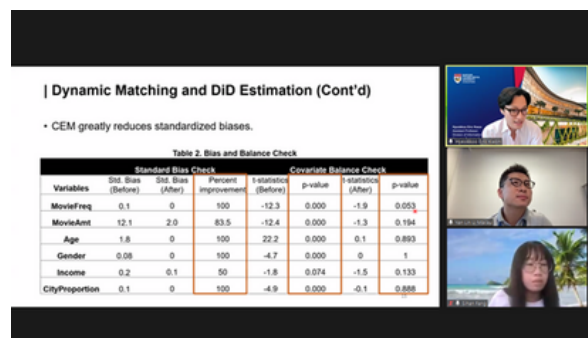 | Dynamic Matching and DiD Estimation (Cont'd)
• CEM greatly reduces standardized biases.
Table 2. Bias and Balance Check
Standard Bias Check Covariate Balance Check
Variables Std. Bias (Before) Std. Bias (After) Percent improvement t-statistics (Before) p-value t-statistics (After) p-value
MovieFreq 0.1 0 100 -12.3 0.000 -1.9 0.053
MovieAmt 12.1 2.0 83.5 -12.4 0.000 -1.3 0.194
Age 1.8 0 100 22.2 0.000 0.1 0.893
Gender 0.08 0 100 -4.7 0.000 0 1
Income 0.2 0.1 50 -1.8 0.074 -1.5 0.133
CityProportion 0.1 0 100 -4.9 0.000 -0.1 0.888